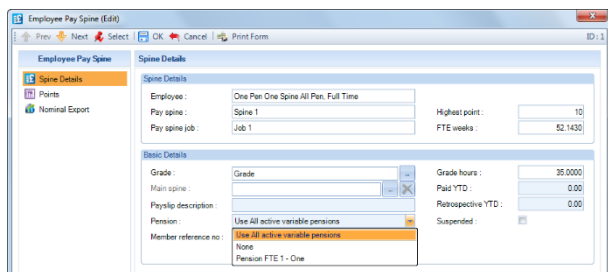 Employee Pay Spine (Edit)
Prev Next Select OK Cancel Print Form ID: 1
Employee Pay Spine
Spine Details
Points
Nominal Export
Spine Details
Spine Details
Employee : One Pen One Spine All Pen, Full Time
Pay spine : Spine 1 Highest point : 10
Pay spine job : Job 1 FTE weeks : 52.1430
Basic Details
Grade : Grade ... Grade hours : 35.0000
Main spine : ... Paid YTD : 0.00
Payslip description : Retrospective YTD : 0.00
Pension : Use All active variable pensions Suspended :
Member reference no : Use All active variable pensions
None
Pension FTE 1 - One